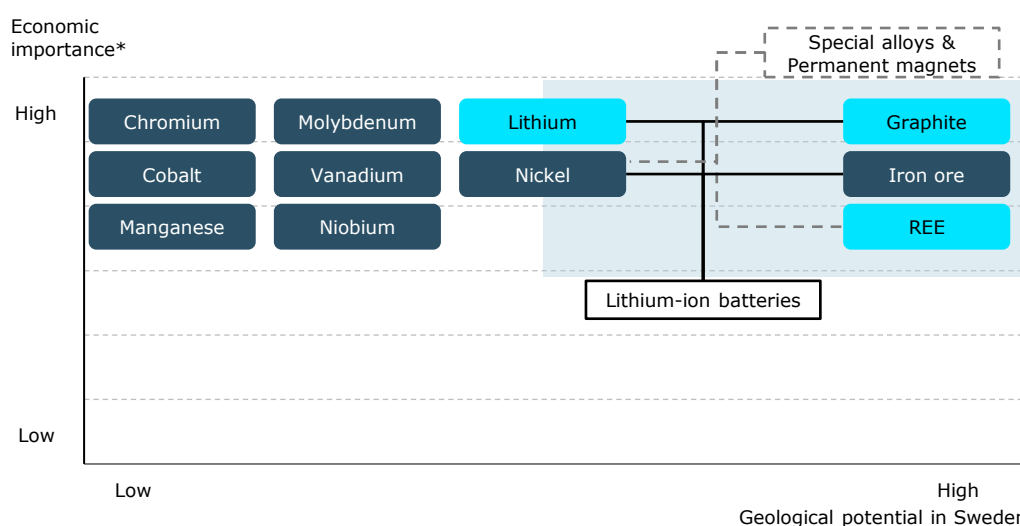 Economic
importance*
Special alloys &
Permanent magnets
High
Chromium
Molybdenum
Lithium
Graphite
Cobalt
Vanadium
Nickel
Iron ore
Manganese
Niobium
REE
Lithium-ion batteries
Low
Low
High
Geological potential in Sweden